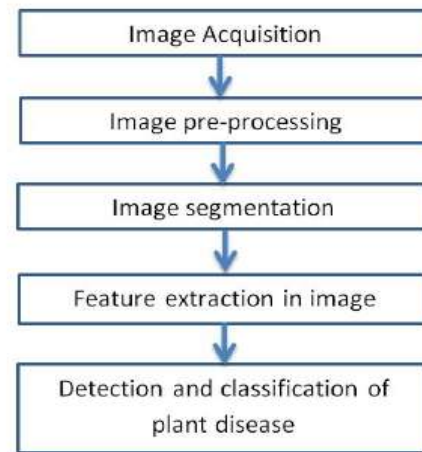 Image Acquisition
Image pre-processing
Image segmentation
Feature extraction in image
Detection and classification of
plant disease